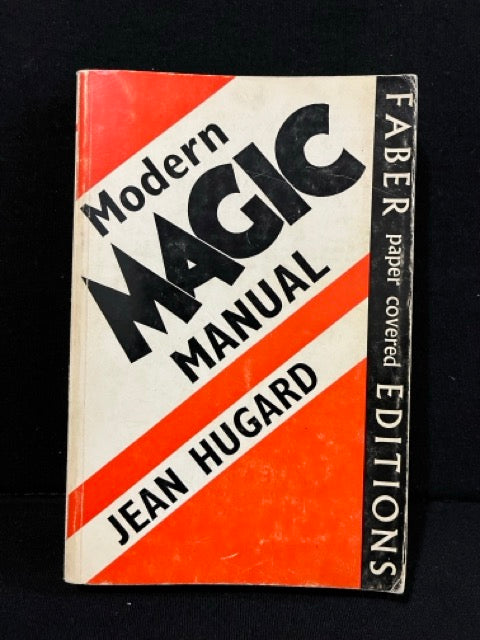 Modern
MAGIC
MANUAL
JEAN HUGARD
FABER paper covered EDITIONS